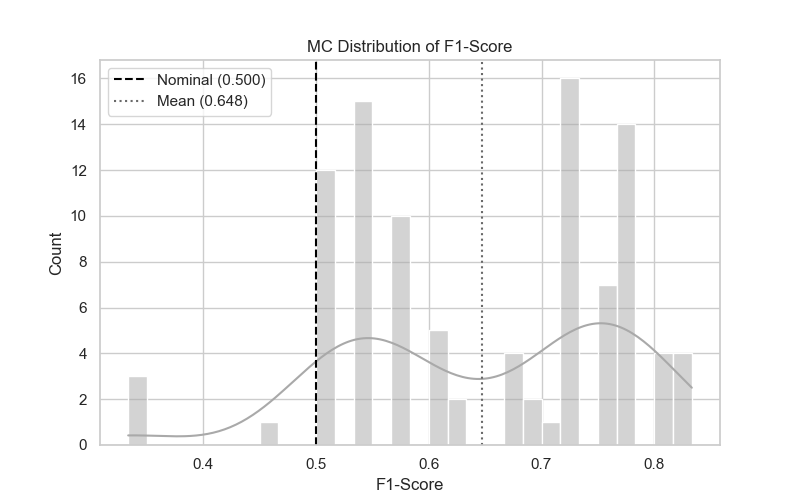 MC Distribution of F1-Score
Nominal (0.500)
Mean (0.648)
16
14
12
10
8
6
4
2
0
Count
0.4 0.5 0.6 0.7 0.8
F1-Score